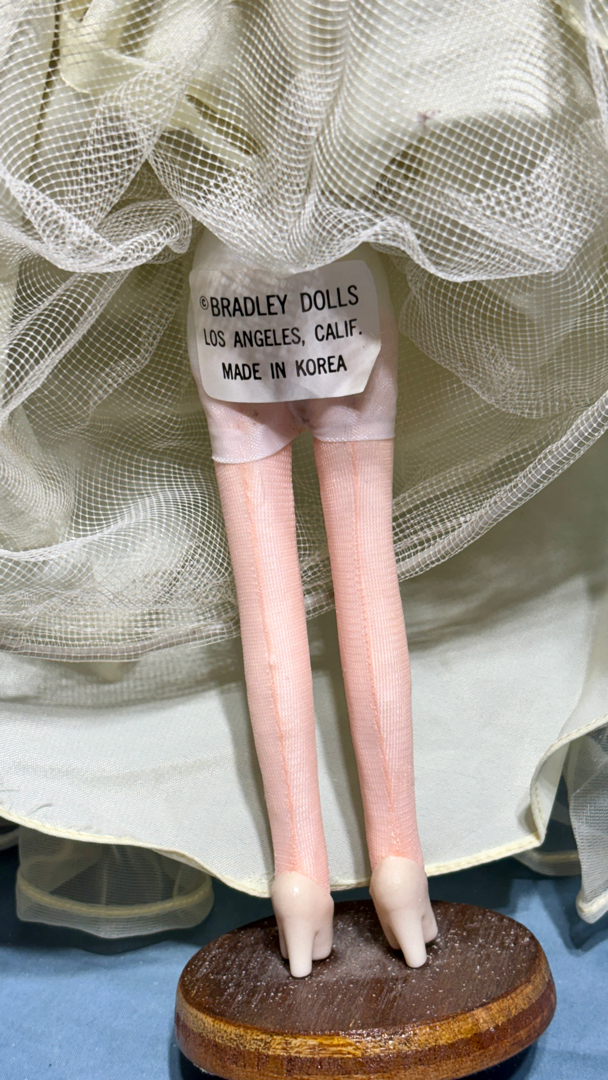 ©BRADLEY DOLLS
LOS ANGELES, CALIF.
MADE IN KOREA